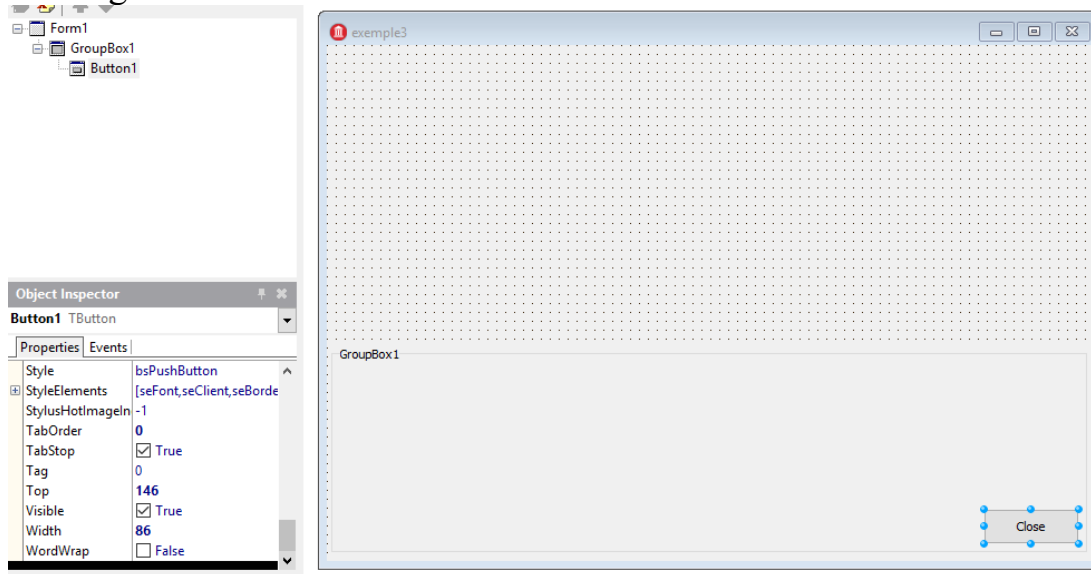 Form1
GroupBox1
Button1
Object Inspector
Button1 TButton
Properties Events
Style bsPushButton
StyleElements [seFont,seClient,seBorde
StylusHotImageIn -1
TabOrder 0
TabStop True
Tag 0
Top 146
Visible True
Width 86
WordWrap False
exemple3
GroupBox1
Close